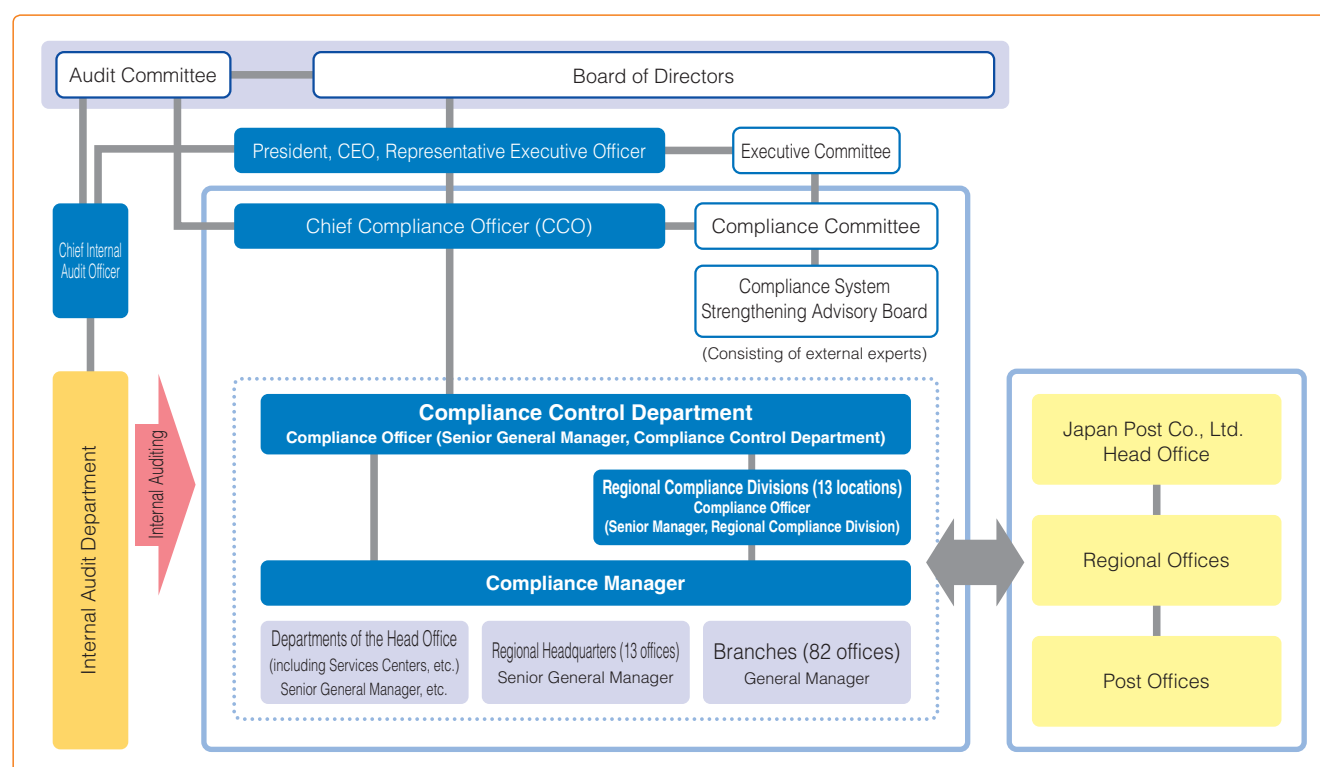 Audit Committee
Board of Directors
President, CEO, Representative Executive Officer
Executive Committee
Chief Internal
Audit Officer
Chief Compliance Officer (CCO)
Compliance Committee
Compliance System
Strengthening Advisory Board
(Consisting of external experts)
Internal Audit Department
Internal Auditing
Compliance Control Department
Compliance Officer (Senior General Manager, Compliance Control Department)
Regional Compliance Divisions (13 locations)
Compliance Officer
(Senior Manager, Regional Compliance Division)
Compliance Manager
Departments of the Head Office
(including Services Centers, etc.)
Senior General Manager, etc.
Regional Headquarters (13 offices)
Senior General Manager
Branches (82 offices)
General Manager
Japan Post Co., Ltd.
Head Office
Regional Offices
Post Offices